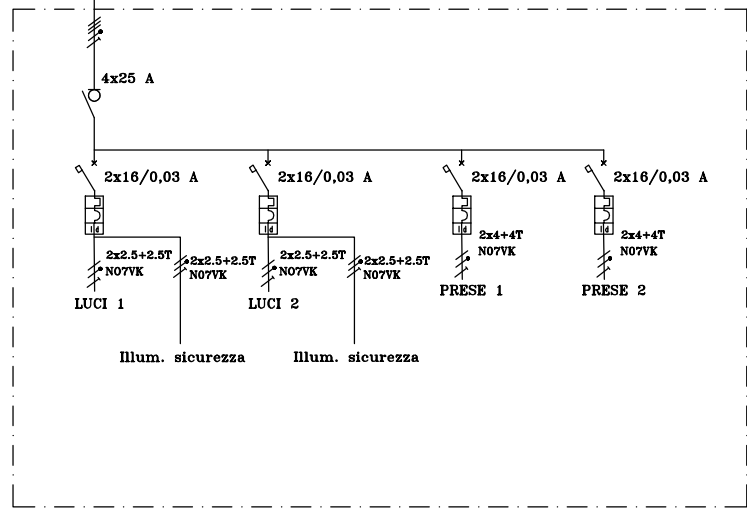 4x25 A
2x16/0,03 A
2x16/0,03 A
2x16/0,03 A
2x16/0,03 A
Id
Id
Id
Id
2x2.5+2.5T
N07VK
2x2.5+2.5T
N07VK
2x2.5+2.5T
N07VK
2x2.5+2.5T
N07VK
2x4+4T
N07VK
2x4+4T
N07VK
LUCI 1
LUCI 2
PRESE 1
PRESE 2
Illum. sicurezza
Illum. sicurezza